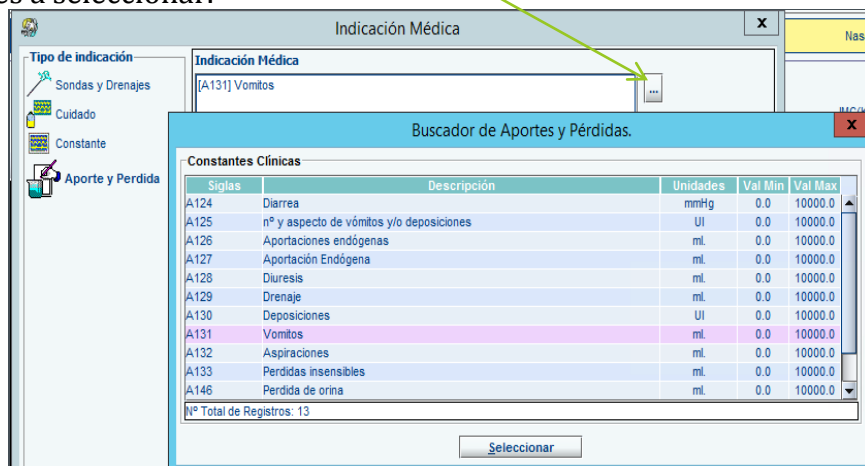 es a seleccionar.
Indicación Médica
x
Nas
Tipo de indicación
Sondas y Drenajes
Cuidado
Constante
Aporte y Perdida
Indicación Médica
[A131] Vomitos
...
Buscador de Aportes y Pérdidas.
x
Constantes Clínicas
Siglas Descripción Unidades Val Min Val Max
A124 Diarrea mmHg 0.0 10000.0
A125 nº y aspecto de vómitos y/o deposiciones UI 0.0 10000.0
A126 Aportaciones endógenas ml. 0.0 10000.0
A127 Aportación Endógena ml. 0.0 10000.0
A128 Diuresis ml. 0.0 10000.0
A129 Drenaje ml. 0.0 10000.0
A130 Deposiciones UI 0.0 10000.0
A131 Vomitos ml. 0.0 10000.0
A132 Aspiraciones ml. 0.0 10000.0
A133 Perdidas insensibles ml. 0.0 10000.0
A146 Perdida de orina ml. 0.0 10000.0
Nº Total de Registros: 13
Seleccionar